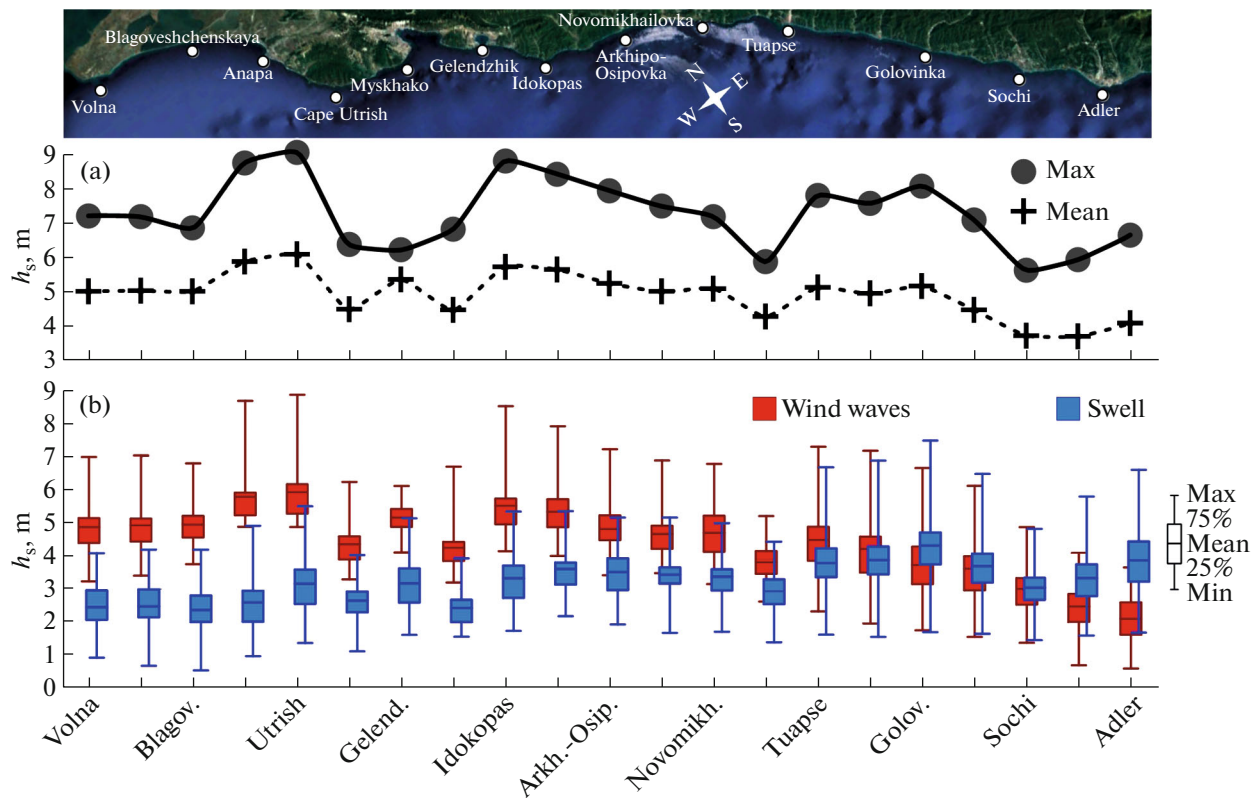 Novomikhailovka
Blagoveshchenskaya
Tuapse
Anapa
Gelendzhik
Arkhipo-
Osipovka
Golovinka
Myskhako
Idokopas
N
E
Sochi
Volna
Cape Utrish
W
S
Adler
(a)
Max
Mean
hs, m
9
8
7
6
5
4
3
(b)
Wind waves
Swell
hs, m
9
8
7
6
5
4
3
2
1
0
Max
75%
Mean
25%
Min
Volna
Blagov.
Utrish
Gelend.
Idokopas
Arkh.-Osip.
Novomikh.
Tuapse
Golov.
Sochi
Adler